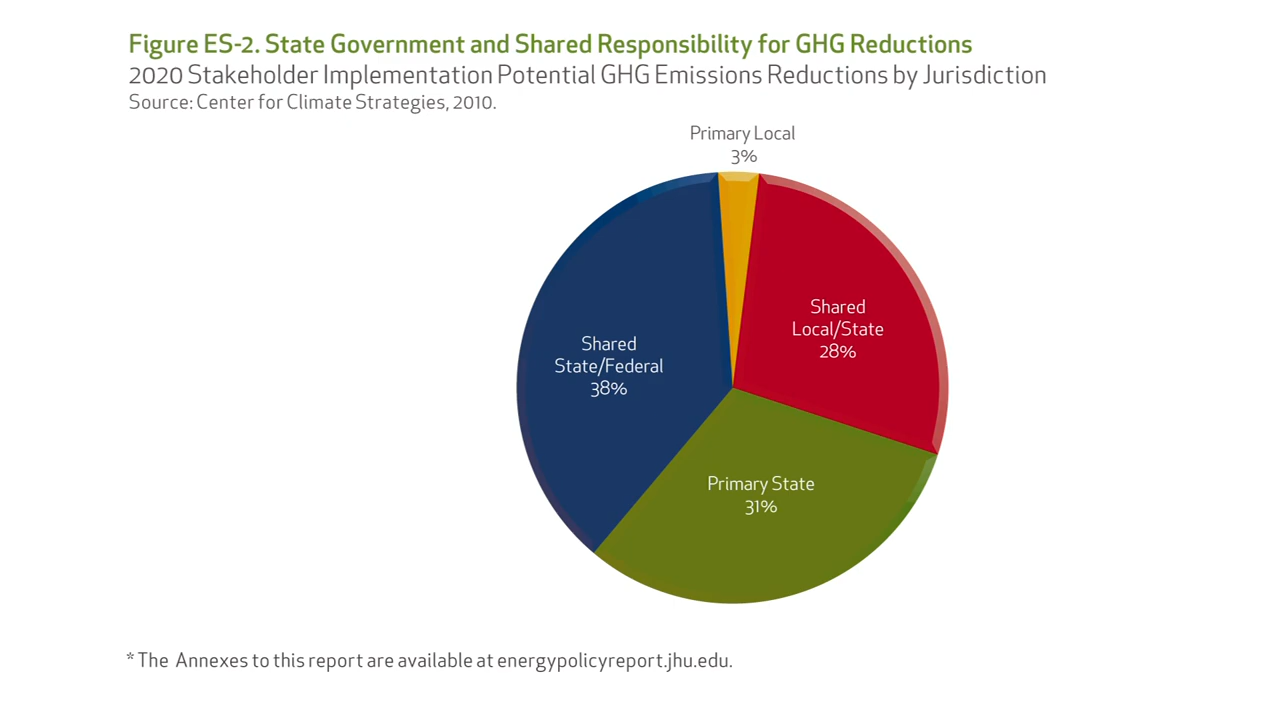 Figure ES-2. State Government and Shared Responsibility for GHG Reductions
2020 Stakeholder Implementation Potential GHG Emissions Reductions by Jurisdiction
Source: Center for Climate Strategies, 2010.
Primary Local
3%
Shared
Local/State
28%
Shared
State/Federal
38%
Primary State
31%
* The Annexes to this report are available at energypolicyreport.jhu.edu.